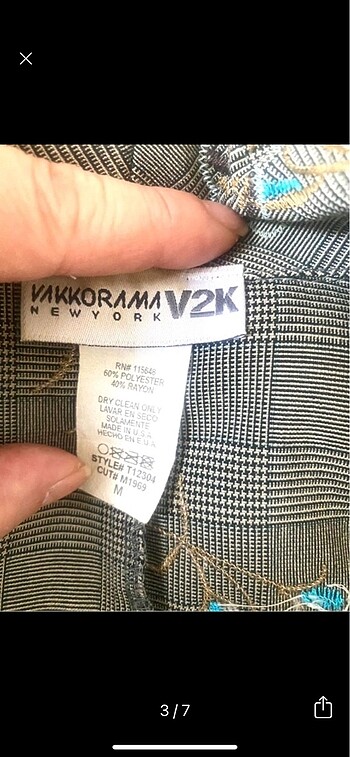 VAKKORAMA V2K
NEW YORK
RN# 115648
60% POLYESTER
40% RAYON
DRY CLEAN ONLY
LAVAR EN SECO
SOLAMENTE
MADE IN U.S.A
HECHO EN E.U.A
STYLE# T12304
CUT# M1969
M
3/7